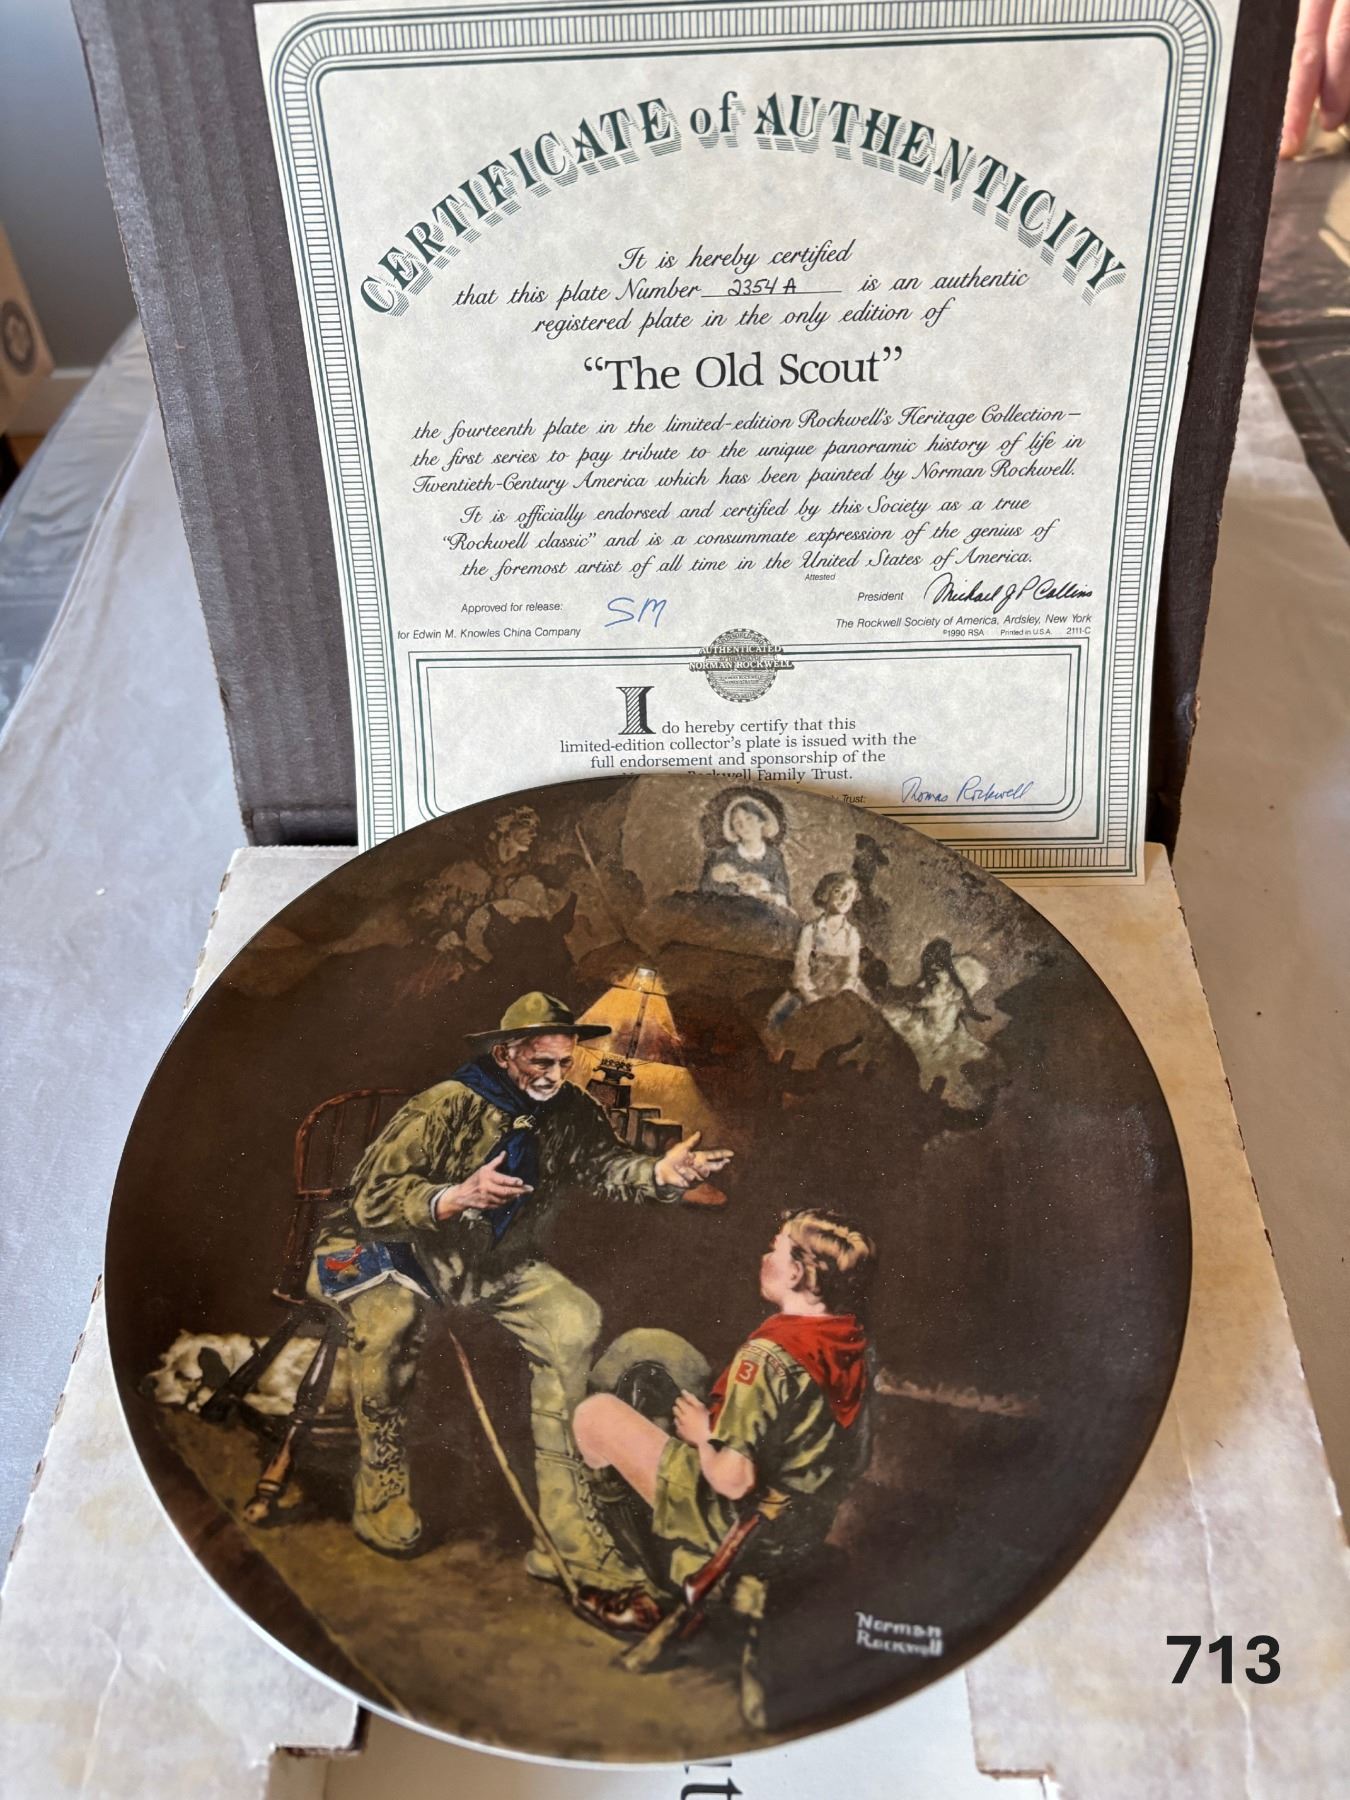 CERTIFICATE of AUTHENTICITY
It is hereby certified
that this plate Number 2354 A is an authentic
registered plate in the only edition of
“The Old Scout”
the fourteenth plate in the limited-edition Rockwell's Heritage Collection—
the first series to pay tribute to the unique panoramic history of life in
Twentieth-Century America which has been painted by Norman Rockwell.
It is officially endorsed and certified by this Society as a true
“Rockwell classic” and is a consummate expression of the genius of
the foremost artist of all time in the United States of America.
Attested
Approved for release: SM
President Michael J P Collins
for Edwin M. Knowles China Company
The Rockwell Society of America, Ardsley, New York
©1990 RSA Printed in U.S.A. 2111-C
AUTHENTICATED
NORMAN ROCKWELL
I do hereby certify that this
limited-edition collector's plate is issued with the
full endorsement and sponsorship of the
Rockwell Family Trust.
Trust: Thomas Rockwell
3
Norman
Rockwell
713